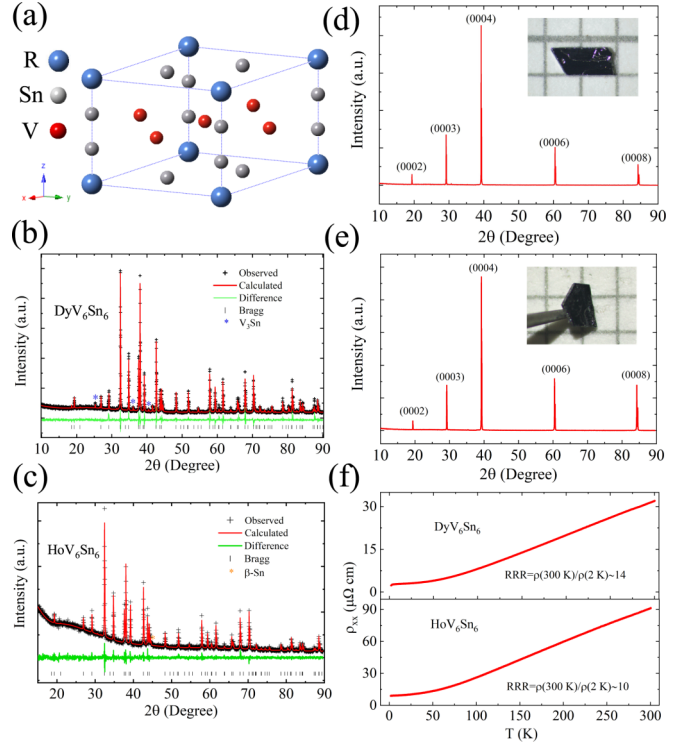 (a)
R
Sn
V
z
x
y
(b)
DyV6Sn6
Observed
Calculated
Difference
Bragg
V3Sn
Intensity (a.u.)
10 20 30 40 50 60 70 80 90
2θ (Degree)
(c)
HoV6Sn6
Observed
Calculated
Difference
Bragg
β-Sn
Intensity (a.u.)
20 30 40 50 60 70 80 90
2θ (Degree)
(d)
(0004)
(0003)
(0006)
(0002)
(0008)
Intensity (a.u.)
10 20 30 40 50 60 70 80 90
2θ (Degree)
(e)
(0004)
(0003)
(0006)
(0008)
(0002)
Intensity (a.u.)
10 20 30 40 50 60 70 80 90
2θ (Degree)
(f)
30
DyV6Sn6
15
RRR=ρ(300 K)/ρ(2 K)~14
0
90
HoV6Sn6
60
30
RRR=ρ(300 K)/ρ(2 K)~10
0
ρxx (μΩ cm)
0 50 100 150 200 250 300
T (K)